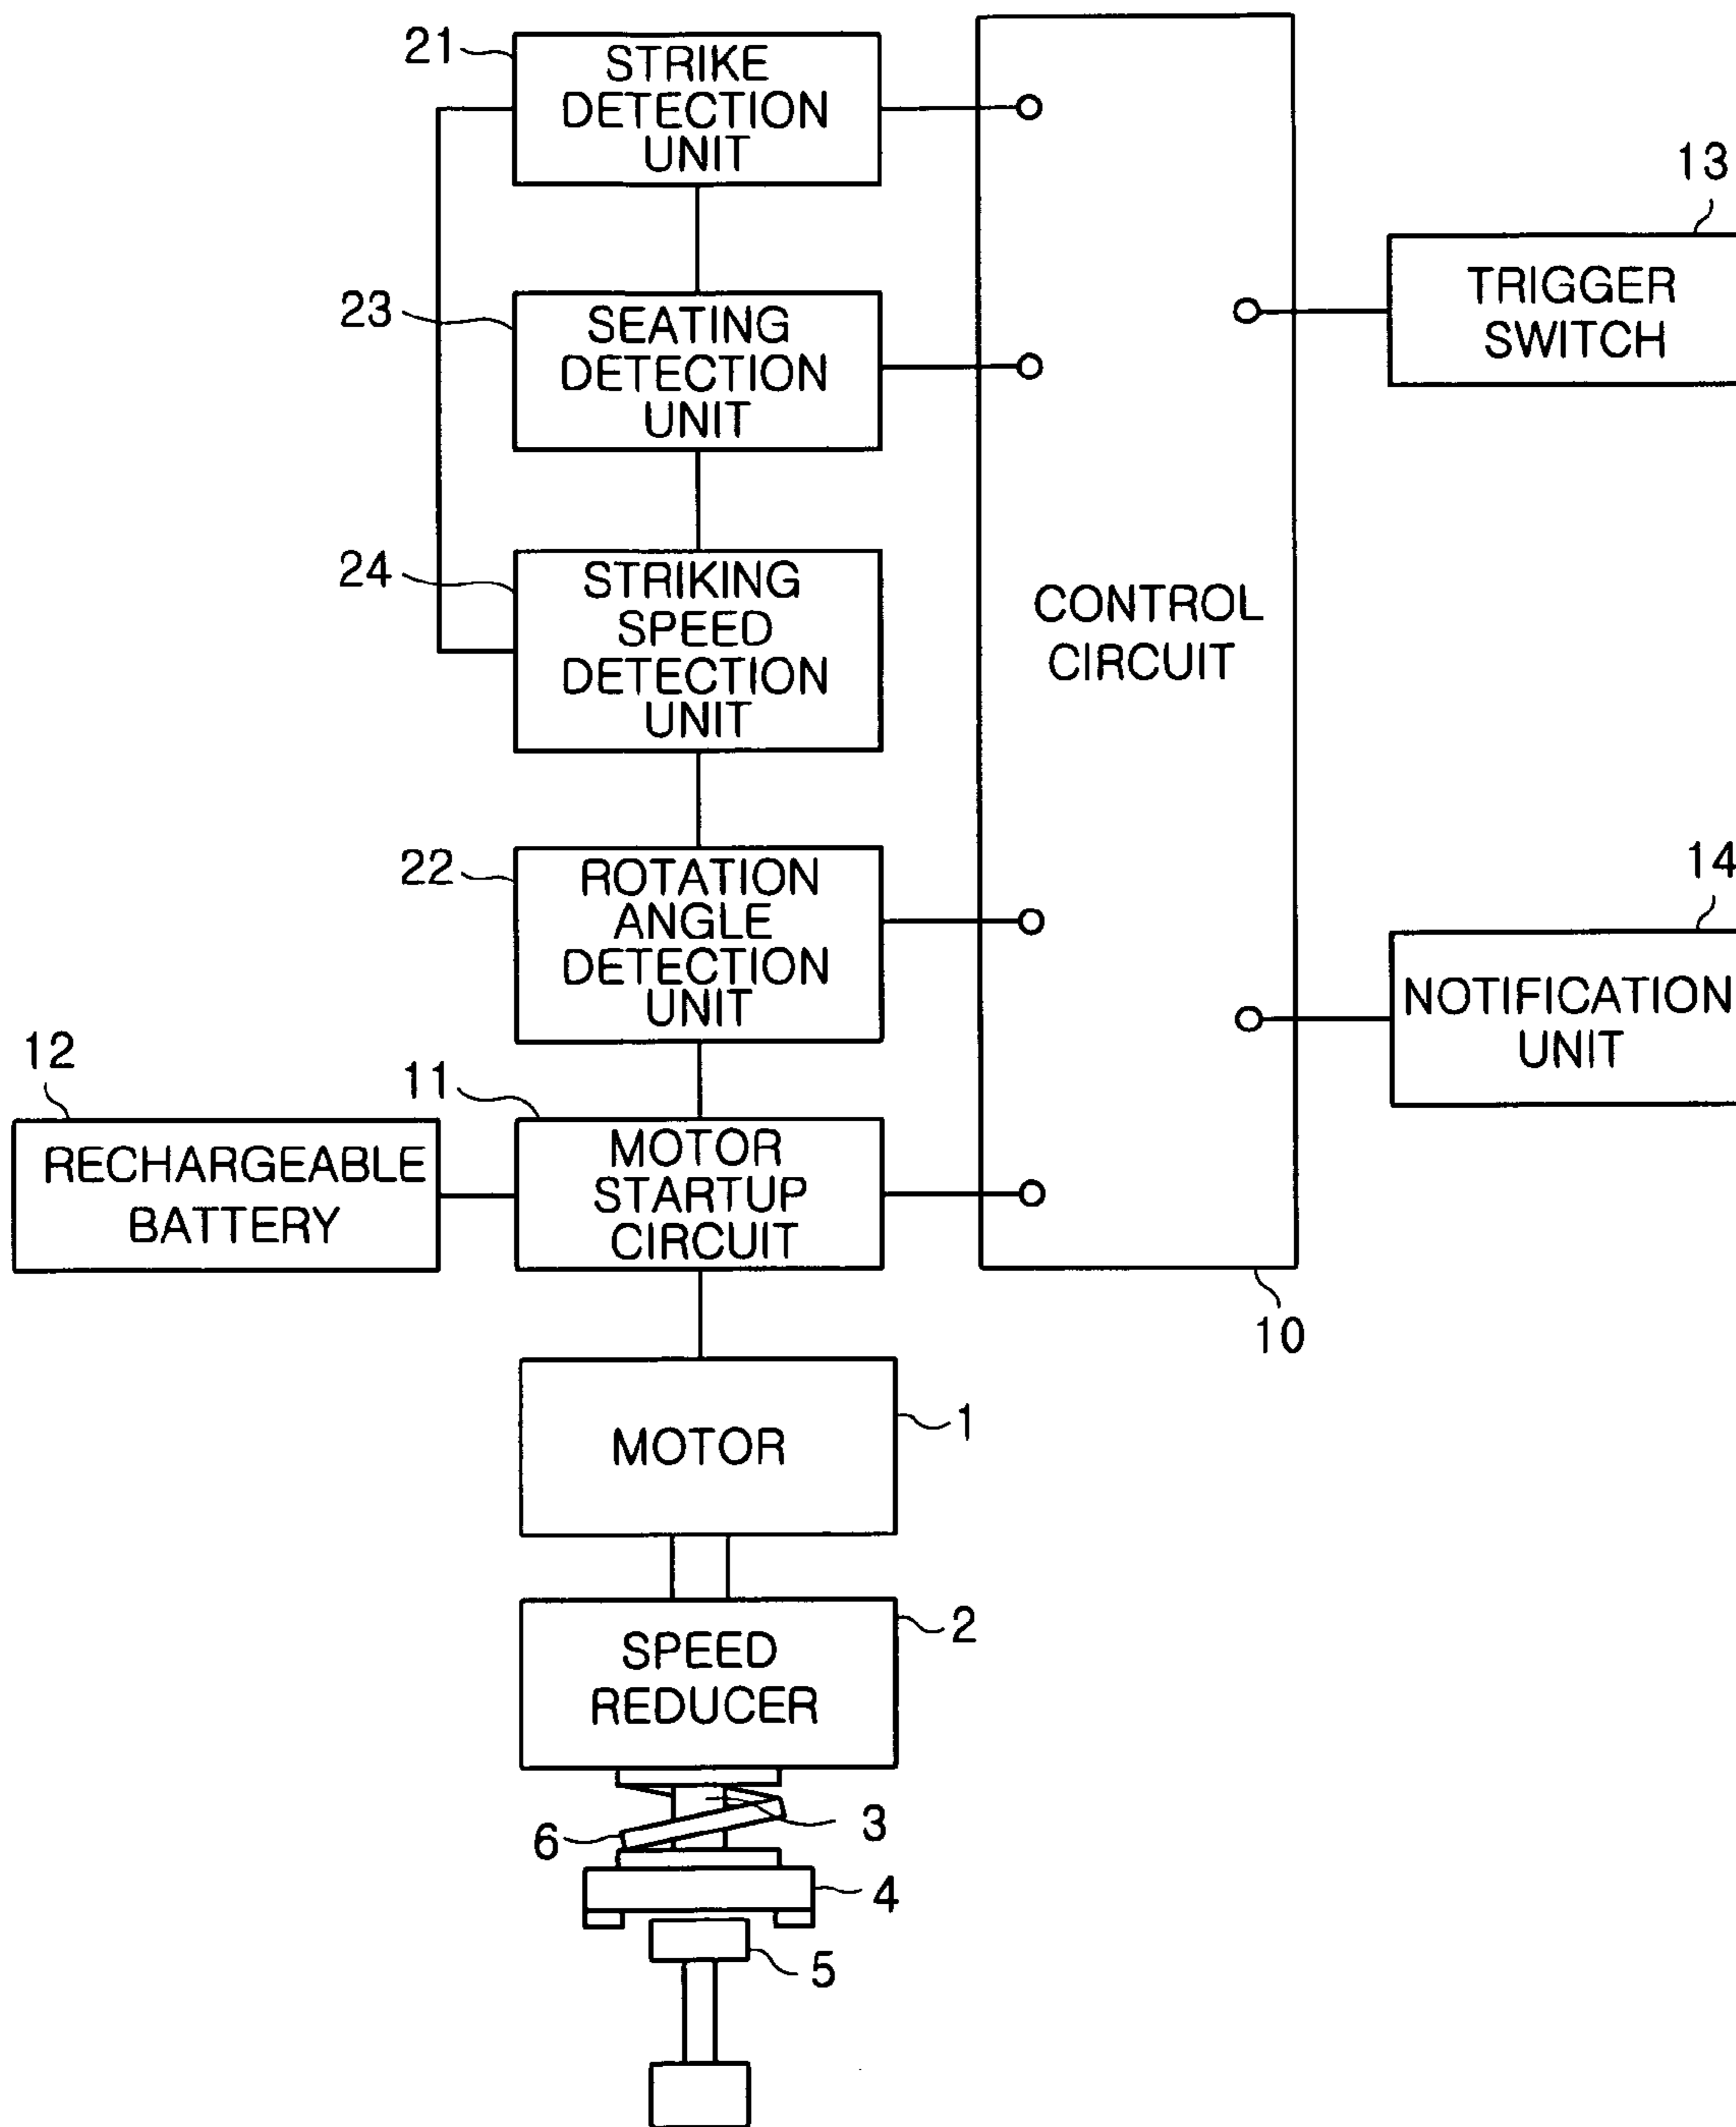 21
STRIKE
DETECTION
UNIT
13
TRIGGER
SWITCH
23
SEATING
DETECTION
UNIT
24
STRIKING
SPEED
DETECTION
UNIT
CONTROL
CIRCUIT
22
ROTATION
ANGLE
DETECTION
UNIT
14
NOTIFICATION
UNIT
12
RECHARGEABLE
BATTERY
11
MOTOR
STARTUP
CIRCUIT
10
MOTOR
1
SPEED
REDUCER
2
3
6
4
5